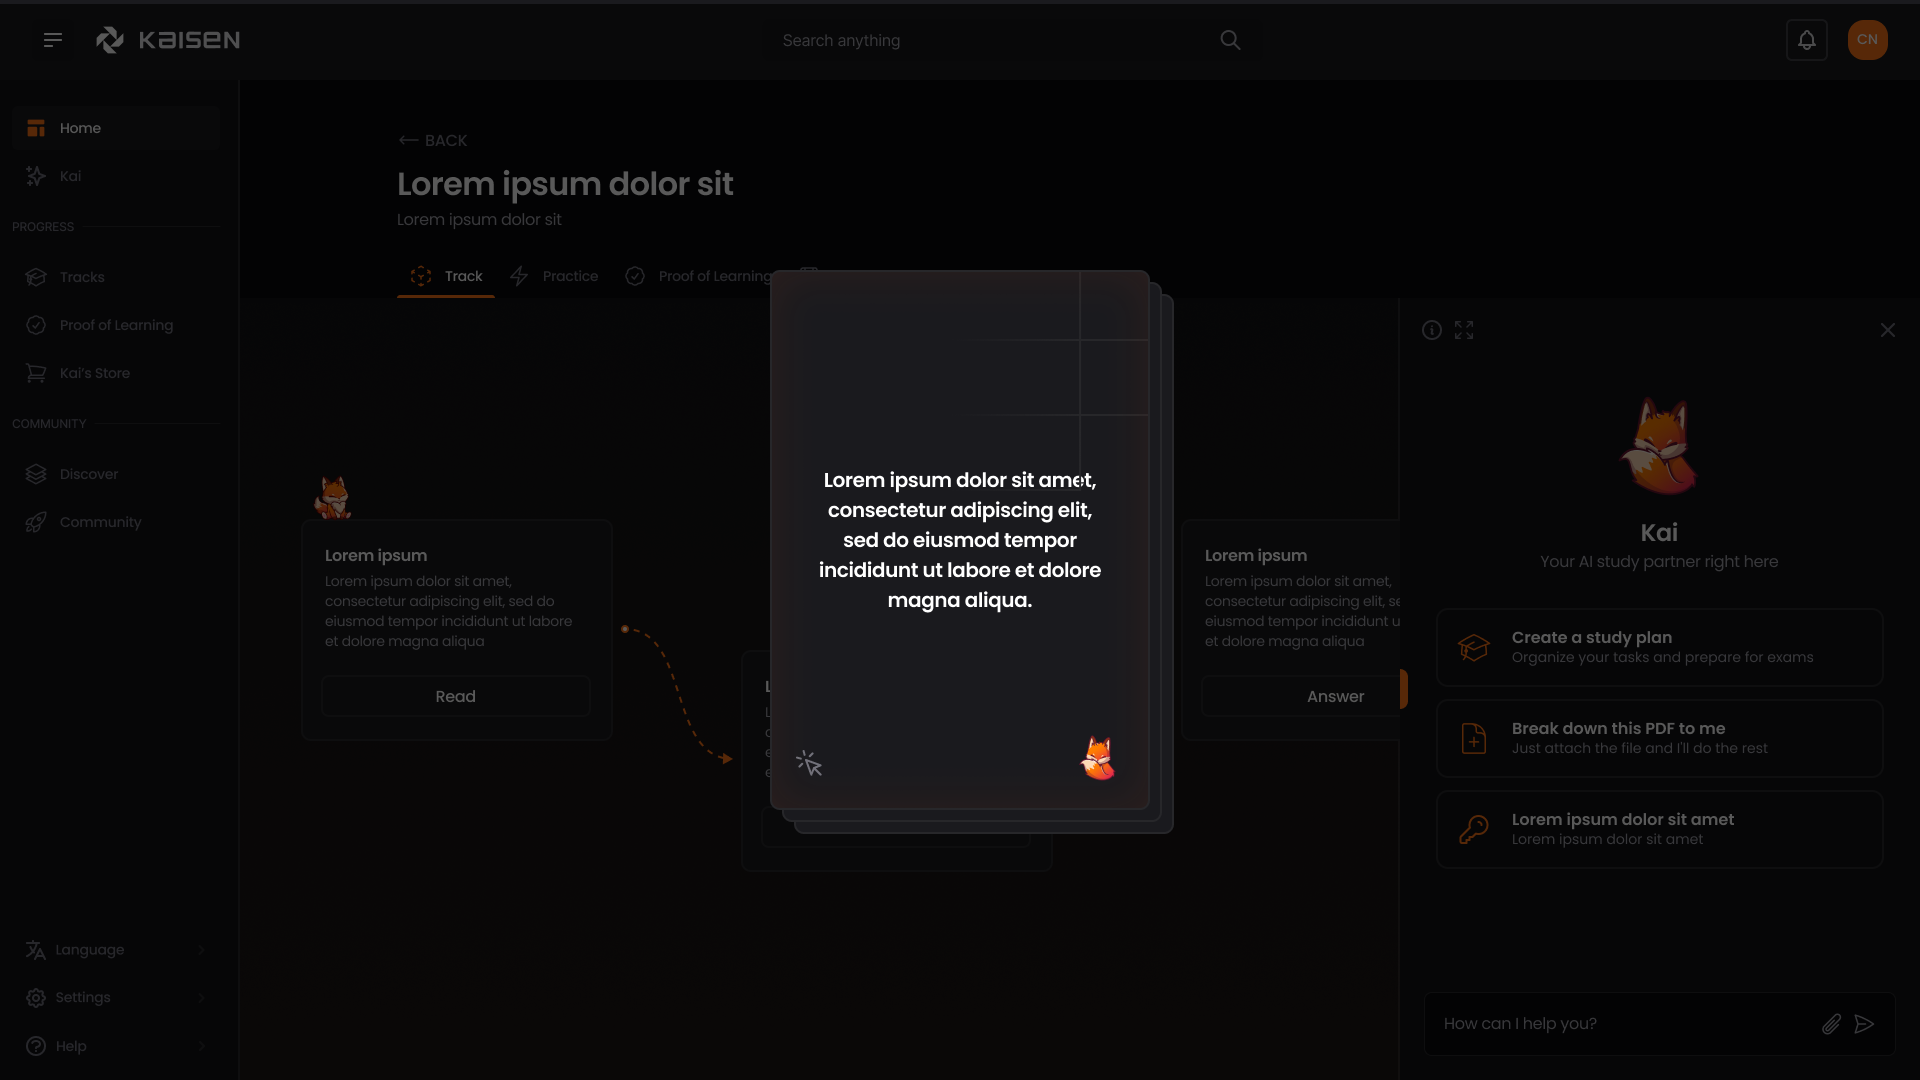 KAISEN
Search anything
CN
Home
Kai
PROGRESS
Tracks
Proof of Learning
Kai's Store
COMMUNITY
Discover
Community
Language
Settings
Help
BACK
Lorem ipsum dolor sit
Lorem ipsum dolor sit
Track
Practice
Proof of Learning
Lorem ipsum
Lorem ipsum dolor sit amet,
consectetur adipiscing elit, sed do
eiusmod tempor incididunt ut labore
et dolore magna aliqua
Read
Lorem ipsum dolor sit amet,
consectetur adipiscing elit,
sed do eiusmod tempor
incididunt ut labore et dolore
magna aliqua.
Lorem ipsum
Lorem ipsum dolor sit amet,
consectetur adipiscing elit, se
eiusmod tempor incididunt u
et dolore magna aliqua
Answer
Kai
Your AI study partner right here
Create a study plan
Organize your tasks and prepare for exams
Break down this PDF to me
Just attach the file and I'll do the rest
Lorem ipsum dolor sit amet
Lorem ipsum dolor sit amet
How can I help you?